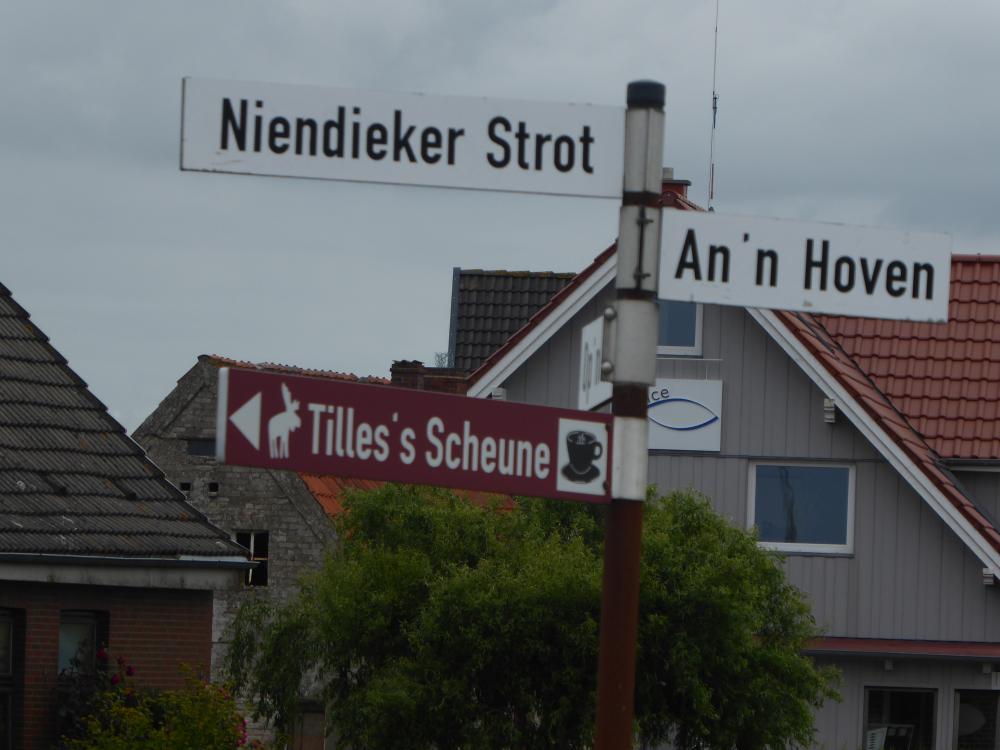 Niendieker Strot
An'n Hoven
Tilles's Scheune